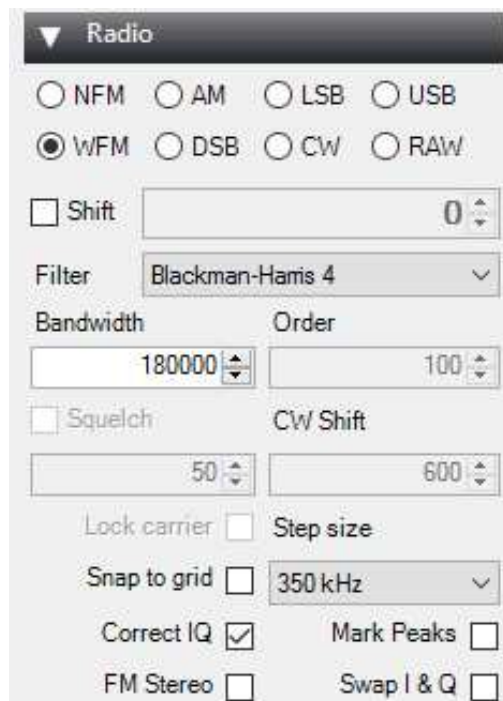 Radio
NFM AM LSB USB
WFM DSB CW RAW
Shift 0
Filter Blackman-Harris 4
Bandwidth Order
180000 100
Squelch CW Shift
50 600
Lock carrier Step size
Snap to grid 350 kHz
Correct IQ Mark Peaks
FM Stereo Swap I & Q